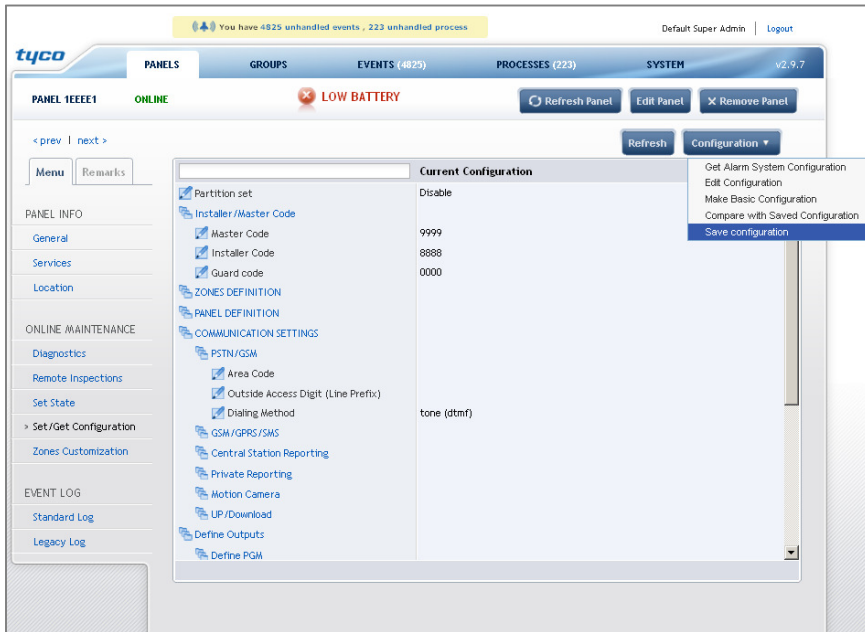 You have 4825 unhandled events , 223 unhandled process
Default Super Admin | Logout
tyco
PANELS GROUPS EVENTS (4825) PROCESSES (223) SYSTEM v2.9.7
PANEL 1EEEE1 ONLINE LOW BATTERY Refresh Panel Edit Panel X Remove Panel
< prev | next > Refresh Configuration ▼
Menu Remarks
Current Configuration
Get Alarm System Configuration
Edit Configuration
Make Basic Configuration
Compare with Saved Configuration
Save configuration
PANEL INFO
General
Services
Location
ONLINE MAINTENANCE
Diagnostics
Remote Inspections
Set State
> Set/Get Configuration
Zones Customization
EVENT LOG
Standard Log
Legacy Log
Partition set Disable
Installer/Master Code
Master Code 9999
Installer Code 8888
Guard code 0000
ZONES DEFINITION
PANEL DEFINITION
COMMUNICATION SETTINGS
PSTN/GSM
Area Code
Outside Access Digit (Line Prefix)
Dialing Method tone (dtmf)
GSM/GPRS/SMS
Central Station Reporting
Private Reporting
Motion Camera
UP/Download
Define Outputs
Define PGM